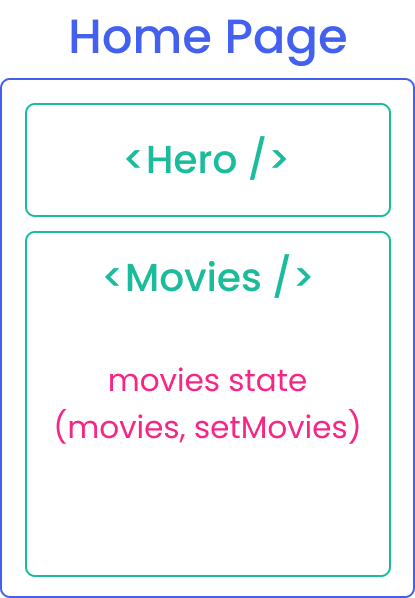 Home Page
<Hero />
<Movies />
movies state
(movies, setMovies)